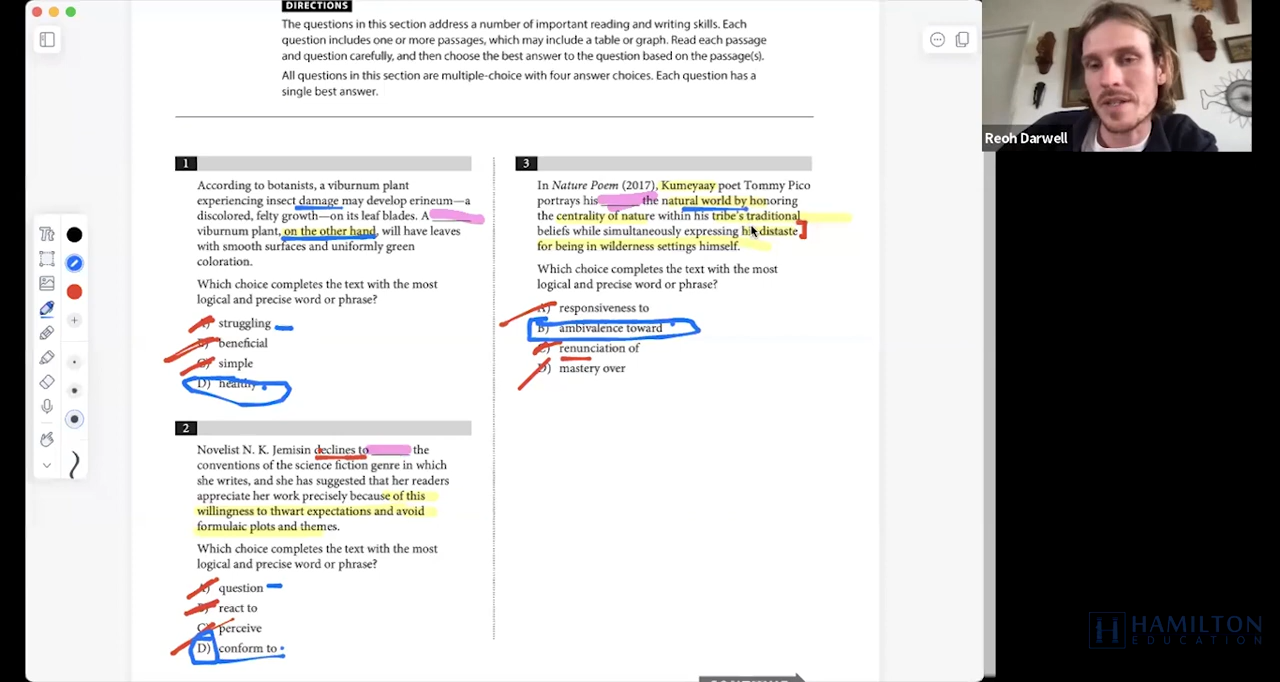 DIRECTIONS
The questions in this section address a number of important reading and writing skills. Each
question includes one or more passages, which may include a table or graph. Read each passage
and question carefully, and then choose the best answer to the question based on the passage(s).
All questions in this section are multiple-choice with four answer choices. Each question has a
single best answer.
1
According to botanists, a viburnum plant
experiencing insect damage may develop erineum—a
discolored, felty growth—on its leaf blades. A ______
viburnum plant, on the other hand, will have leaves
with smooth surfaces and uniformly green
coloration.
Which choice completes the text with the most
logical and precise word or phrase?
A) struggling
B) beneficial
C) simple
D) healthy
2
Novelist N. K. Jemisin declines to ______ the
conventions of the science fiction genre in which
she writes, and she has suggested that her readers
appreciate her work precisely because of this
willingness to thwart expectations and avoid
formulaic plots and themes.
Which choice completes the text with the most
logical and precise word or phrase?
A) question
B) react to
C) perceive
D) conform to
3
In Nature Poem (2017), Kumeyaay poet Tommy Pico
portrays his ______ the natural world by honoring
the centrality of nature within his tribe's traditional
beliefs while simultaneously expressing his distaste
for being in wilderness settings himself.
Which choice completes the text with the most
logical and precise word or phrase?
A) responsiveness to
B) ambivalence toward
C) renunciation of
D) mastery over
Reoh Darwell
Tt
HAMILTON
EDUCATION